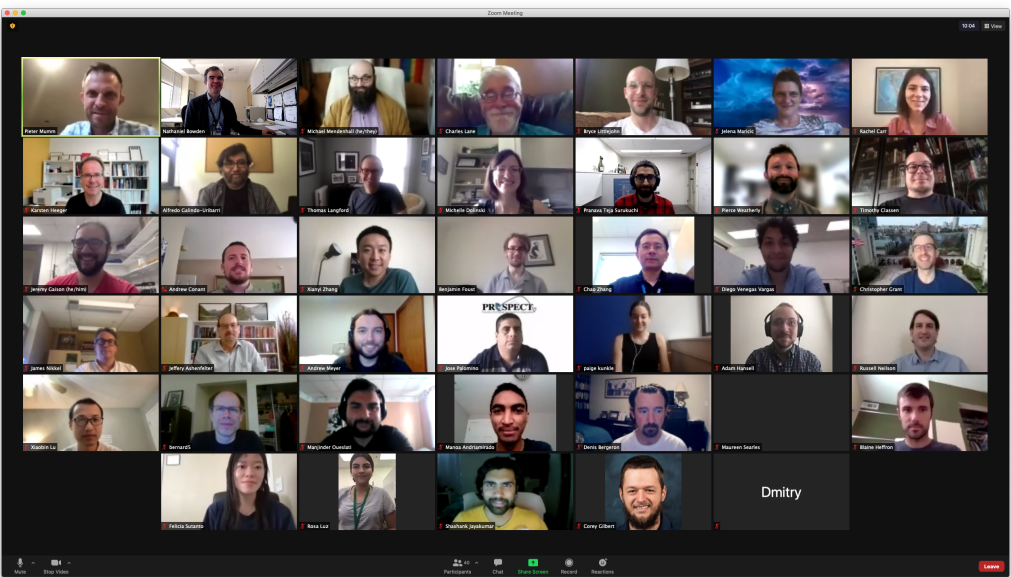 Zoom Meeting
10:04 View
Pieter Mumm
Nathaniel Bowden
Michael Mendenhall (he/they)
Charles Lane
Bryce Littlejohn
Jelena Maricic
Rachel Carr
Karsten Heeger
Alfredo Galindo-Uribarri
Thomas Langford
Michelle Dolinski
Pranava Teja Surukuchi
Pierce Weatherly
Timothy Classen
Jeremy Gaison (he/him)
Andrew Conant
Xianyi Zhang
Benjamin Foust
Chao Zhang
Diego Venegas Vargas
Christopher Grant
PROSPECT
James Nikkel
Jeffery Ashenfelter
Andrew Meyer
Jose Palomino
paige kunkle
Adam Hansell
Russell Neilson
Xiaobin Lu
bernard5
Manjinder Oueslati
Manoa Andriamirado
Denis Bergeron
Maureen Searles
Blaine Heffron
Dmitry
Felicia Sutanto
Rosa Luz
Shashank Jayakumar
Corey Gilbert
Mute
Stop Video
Participants
40
Chat
Share Screen
Record
Reactions
Leave